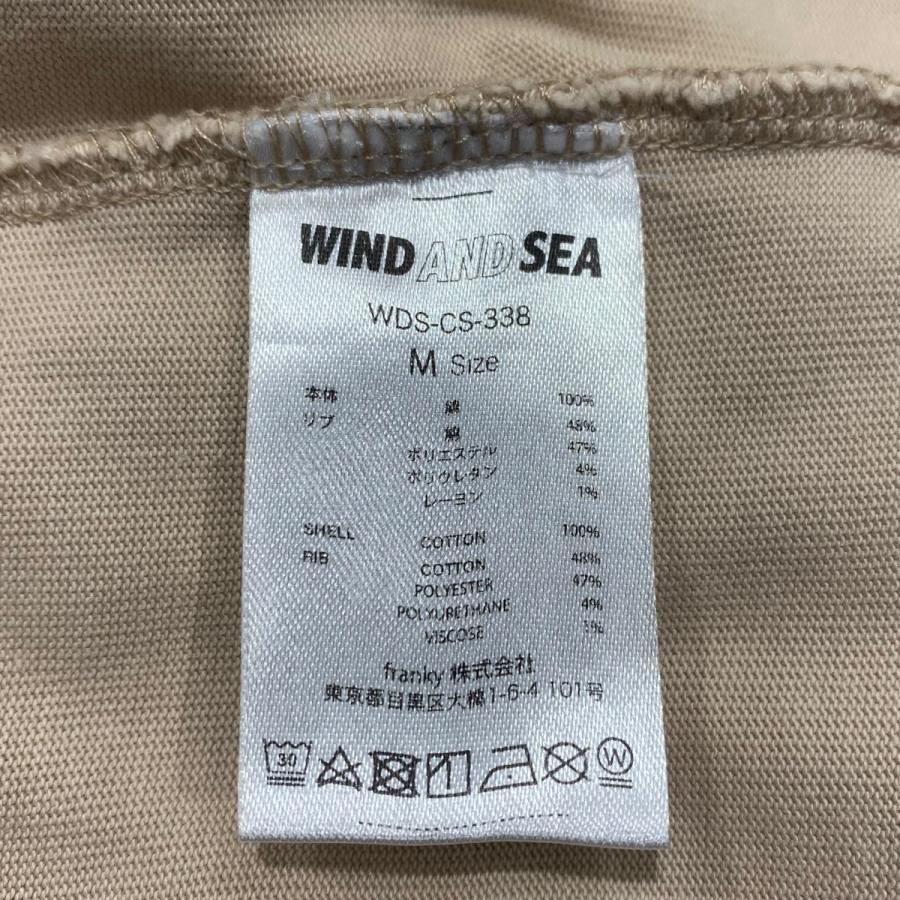 WIND AND SEA
WDS-CS-338
M Size
本体 綿 100%
リブ 綿 48%
ポリエステル 47%
ポリウレタン 4%
レーヨン 1%
SHELL COTTON 100%
RIB COTTON 48%
POLYESTER 47%
POLYURETHANE 4%
VISCOSE 1%
franky 株式会社
東京都目黒区大橋1-6-4 101号
30 W